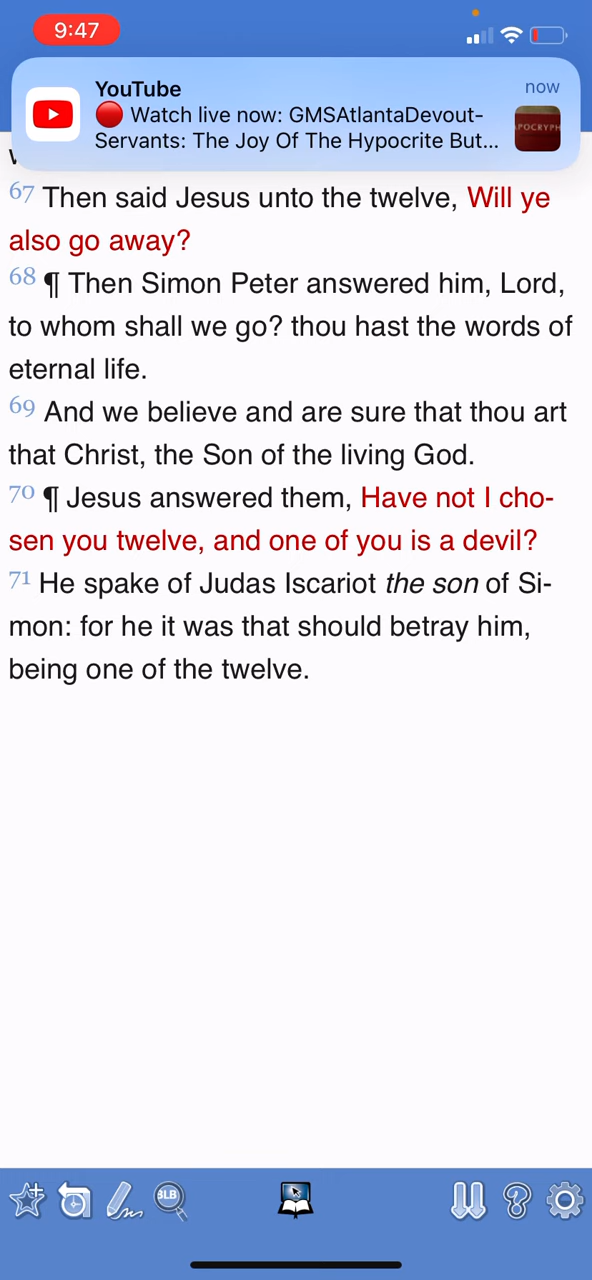 9:47
YouTube
now
🔴 Watch live now: GMSAtlantaDevout-
Servants: The Joy Of The Hypocrite But...
POCRYPH
67 Then said Jesus unto the twelve, Will ye
also go away?
68 ¶ Then Simon Peter answered him, Lord,
to whom shall we go? thou hast the words of
eternal life.
69 And we believe and are sure that thou art
that Christ, the Son of the living God.
70 ¶ Jesus answered them, Have not I cho-
sen you twelve, and one of you is a devil?
71 He spake of Judas Iscariot the son of Si-
mon: for he it was that should betray him,
being one of the twelve.
BLB